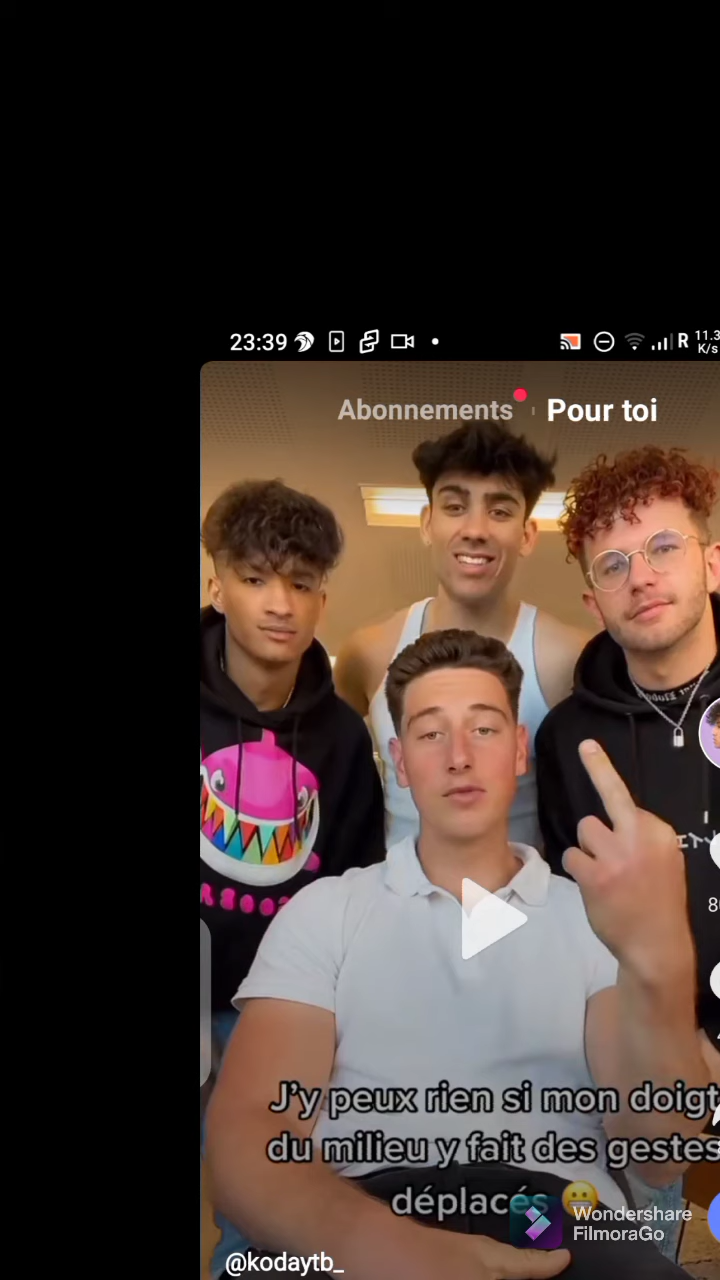 23:39
R
11.3
K/s
Abonnements
Pour toi
J'y peux rien si mon doigt
du milieu y fait des gestes
déplacés 😬
Wondershare
FilmoraGo
@kodaytb_